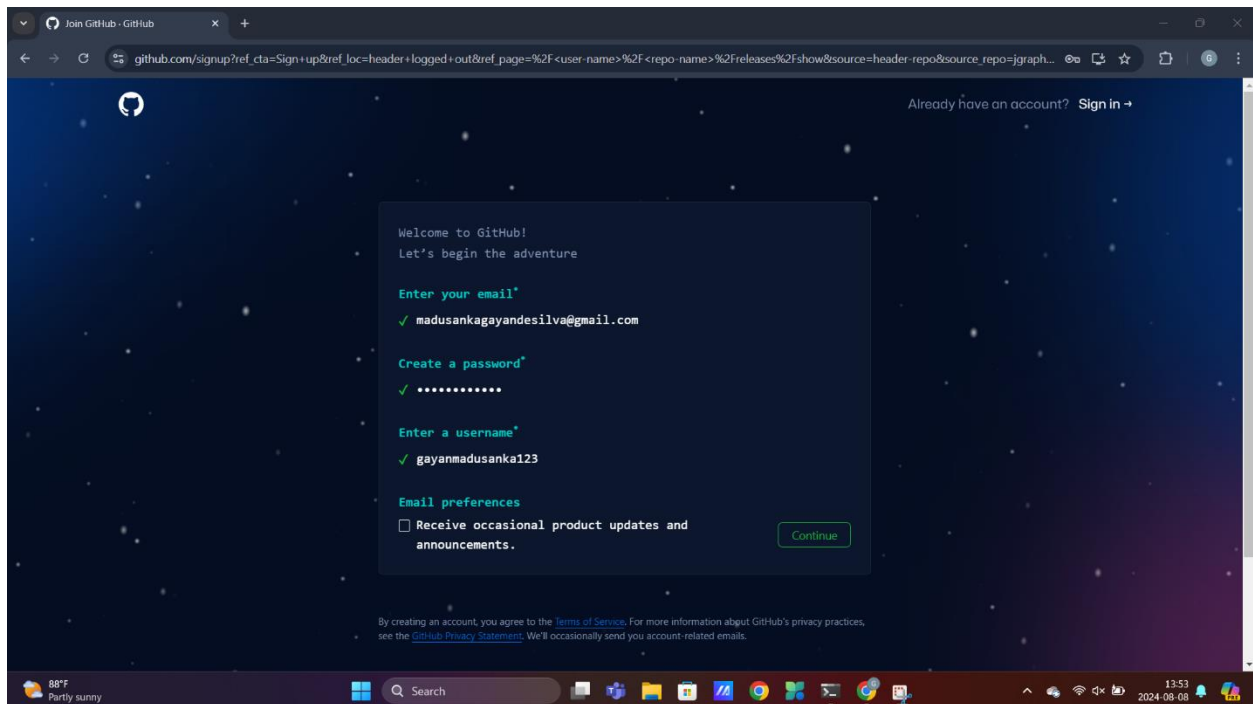 Join GitHub · GitHub
github.com/signup?ref_cta=Sign+up&ref_loc=header+logged+out&ref_page=%2F<user-name>%2F<repo-name>%2Freleases%2Fshow&source=header-repo&source_repo=jgraph...
G
Already have an account? Sign in →
Welcome to GitHub!
Let's begin the adventure
Enter your email*
✓ madusankagayandesilva@gmail.com
Create a password*
✓ ••••••••••••
Enter a username*
✓ gayanmadusanka123
Email preferences
Receive occasional product updates and
announcements.
Continue
By creating an account, you agree to the Terms of Service. For more information about GitHub's privacy practices,
see the GitHub Privacy Statement. We'll occasionally send you account-related emails.
88°F
Partly sunny
Search
13:53
2024-08-08